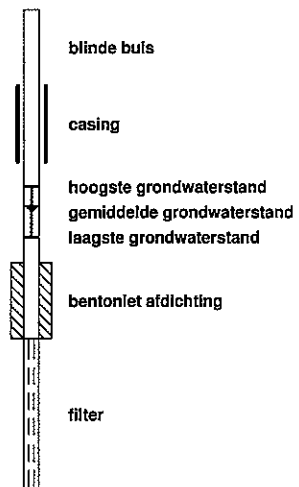 blinde buis
casing
hoogste grondwaterstand
gemiddelde grondwaterstand
laagste grondwaterstand
bentoniet afdichting
filter